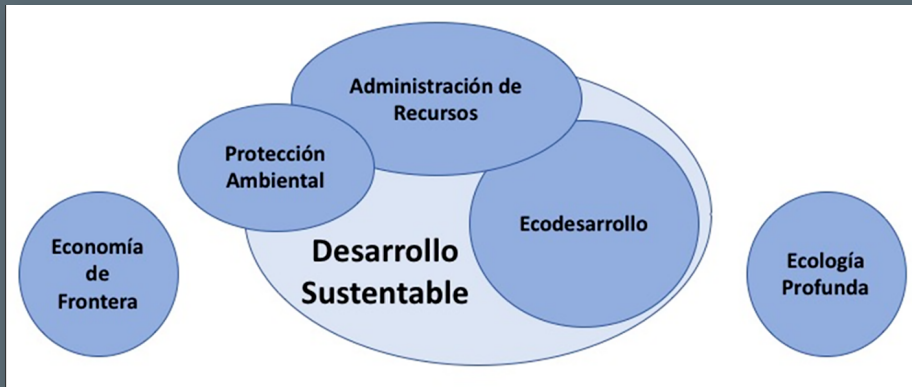 Administración de
Recursos
Protección
Ambiental
Ecodesarrollo
Economía
de
Frontera
Desarrollo
Sustentable
Ecología
Profunda